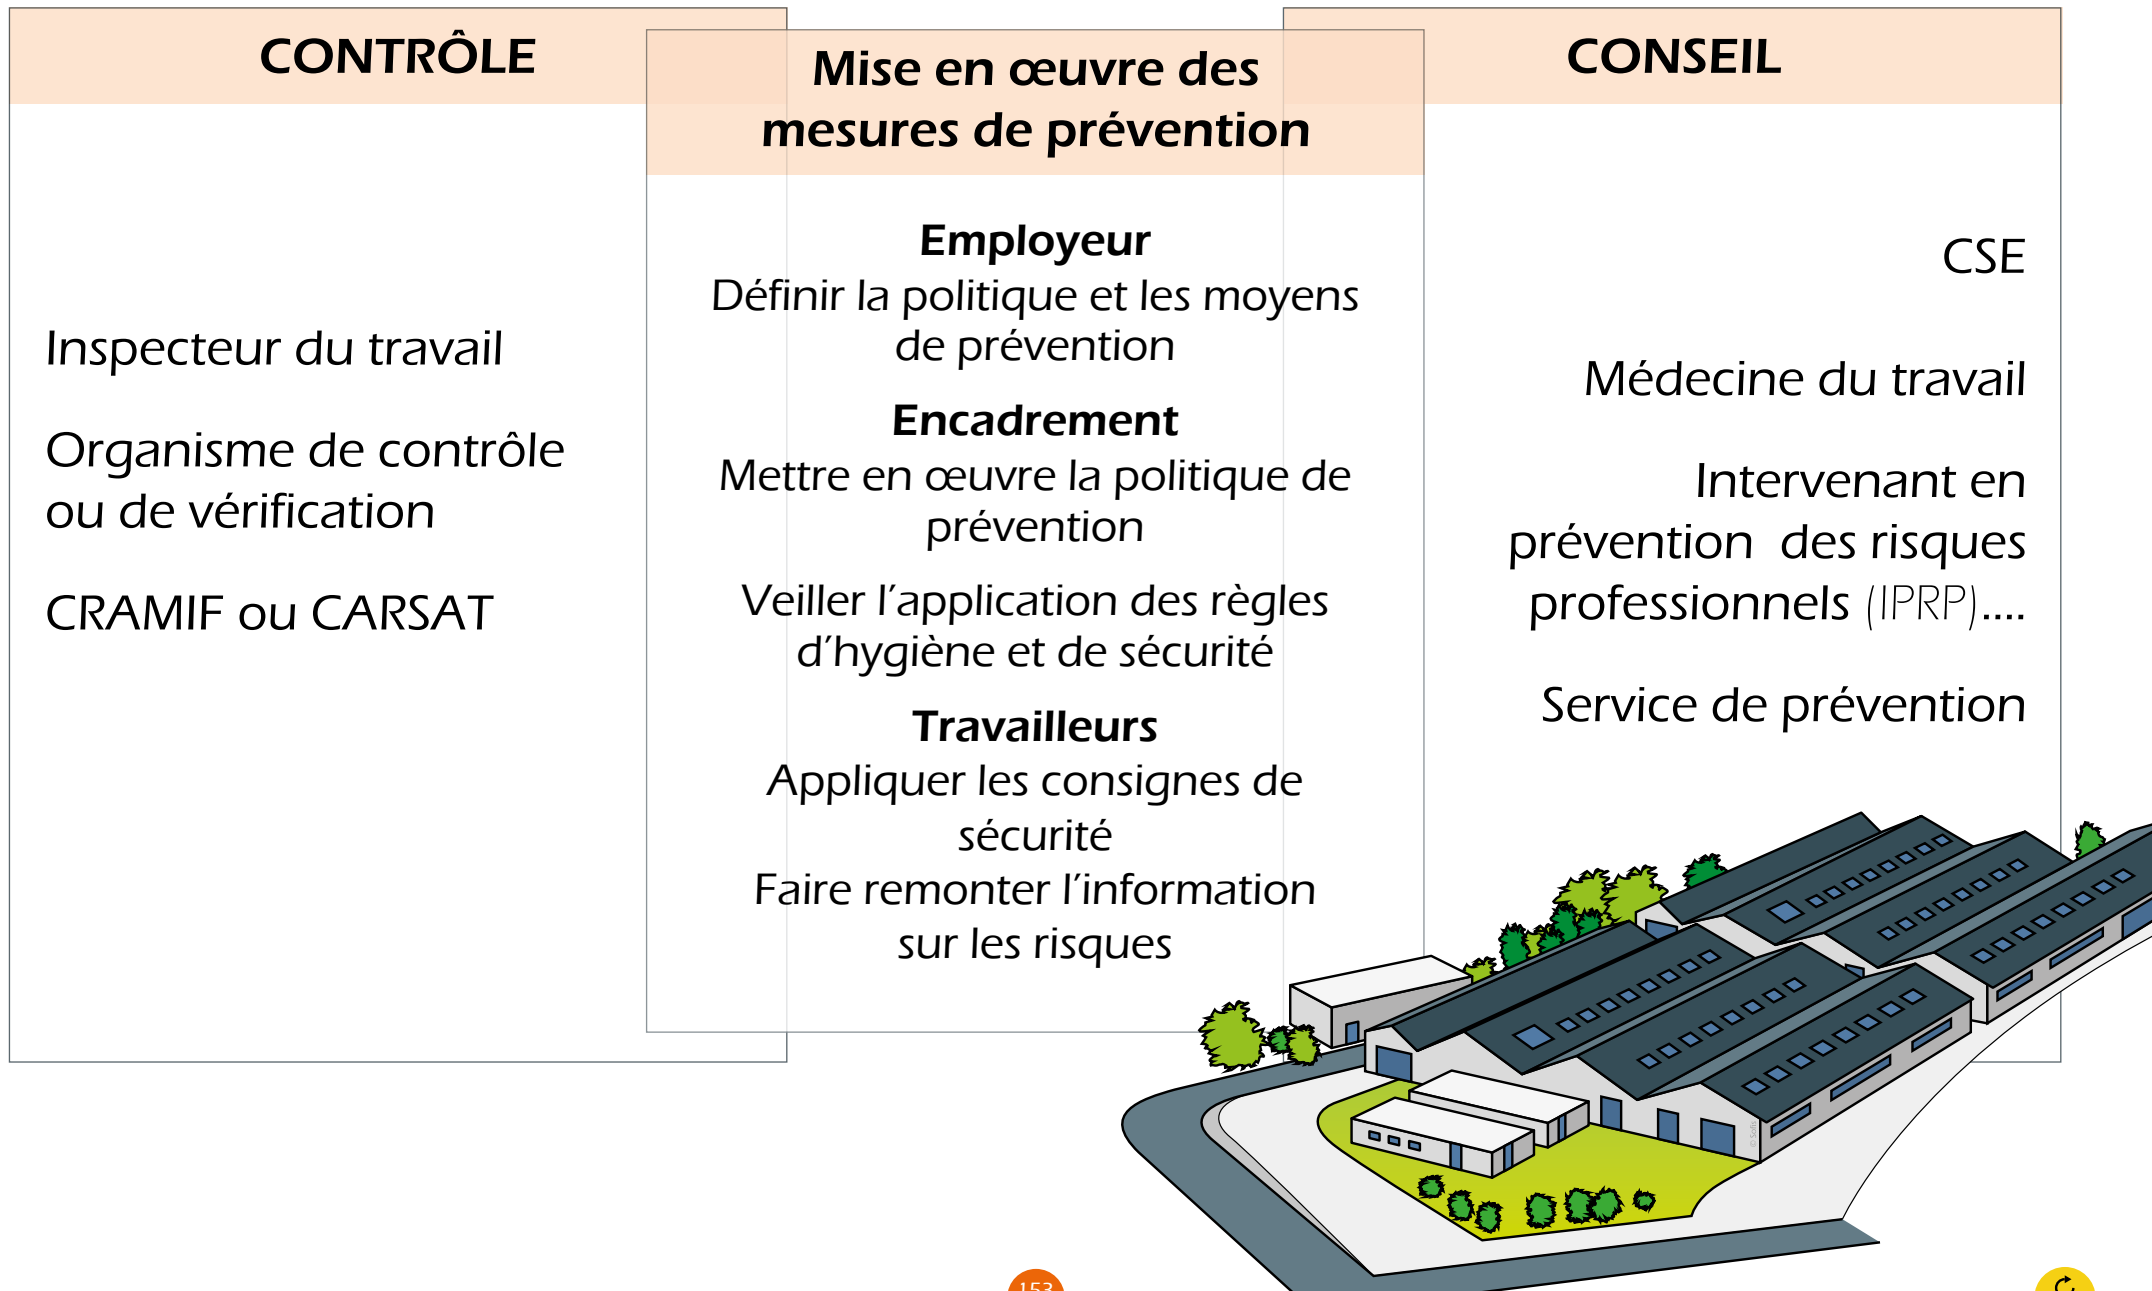 CONTRÔLE
Inspecteur du travail
Organisme de contrôle
ou de vérification
CRAMIF ou CARSAT
Mise en œuvre des
mesures de prévention
Employeur
Définir la politique et les moyens
de prévention
Encadrement
Mettre en œuvre la politique de
prévention
Veiller l’application des règles
d’hygiène et de sécurité
Travailleurs
Appliquer les consignes de
sécurité
Faire remonter l’information
sur les risques
CONSEIL
CSE
Médecine du travail
Intervenant en
prévention  des risques
professionnels (IPRP)....
Service de prévention
© Sofis
153